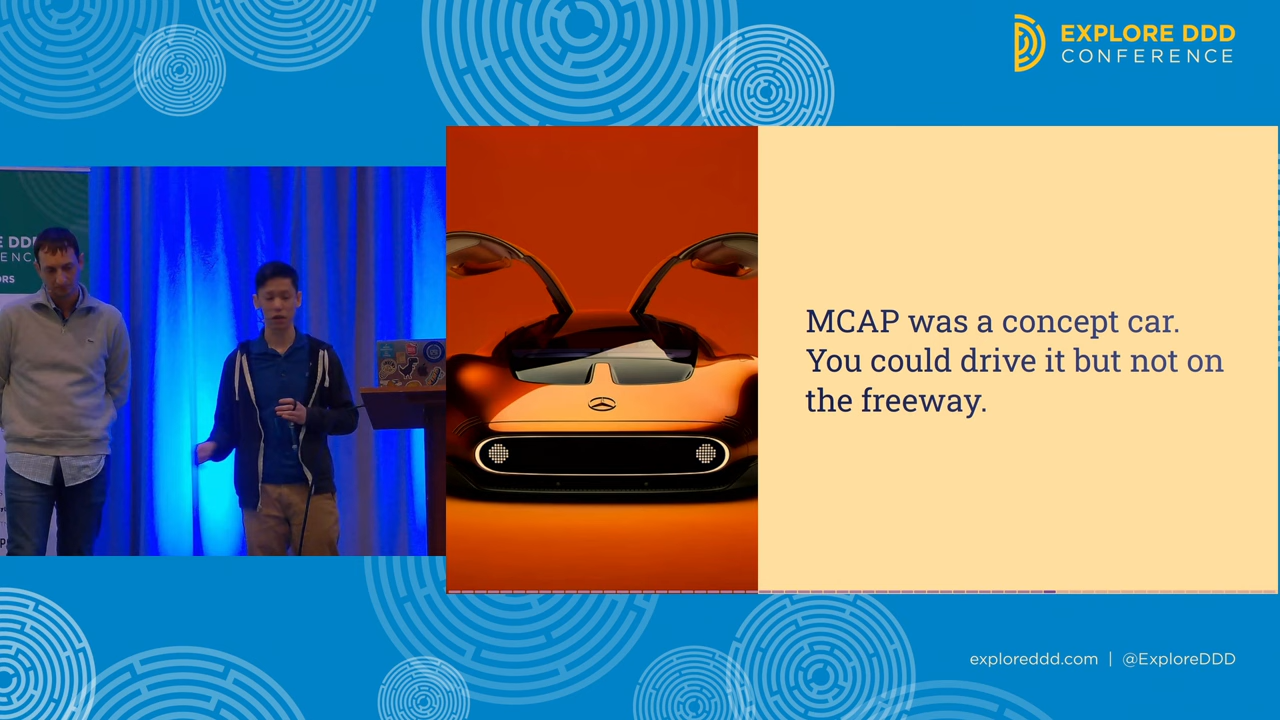 EXPLORE DDD
CONFERENCE
MCAP was a concept car.
You could drive it but not on
the freeway.
exploreddd.com | @ExploreDDD